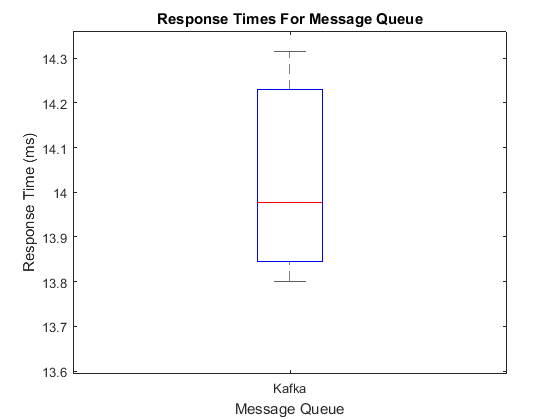 Response Times For Message Queue
Response Time (ms)
14.3
14.2
14.1
14
13.9
13.8
13.7
13.6
Kafka
Message Queue